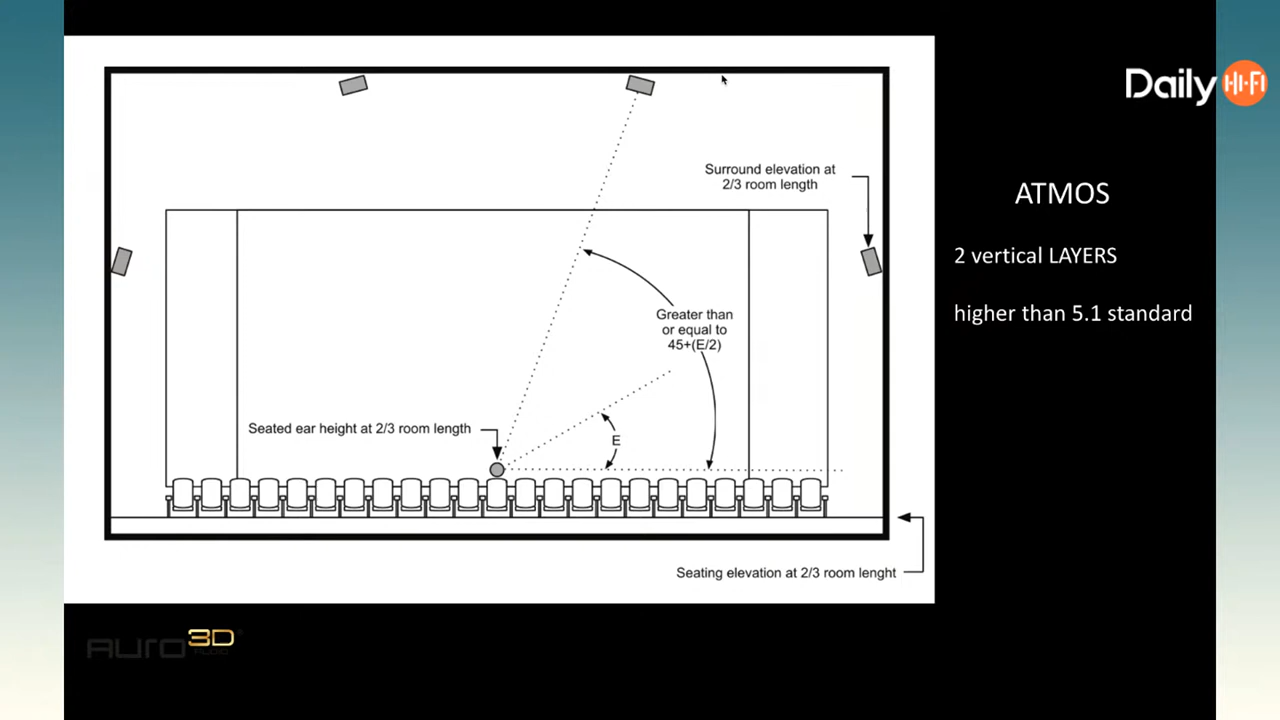 Daily HI-FI
Surround elevation at
2/3 room length
ATMOS
2 vertical LAYERS
higher than 5.1 standard
Greater than
or equal to
45+(E/2)
Seated ear height at 2/3 room length
E
Seating elevation at 2/3 room lenght
AURO 3D